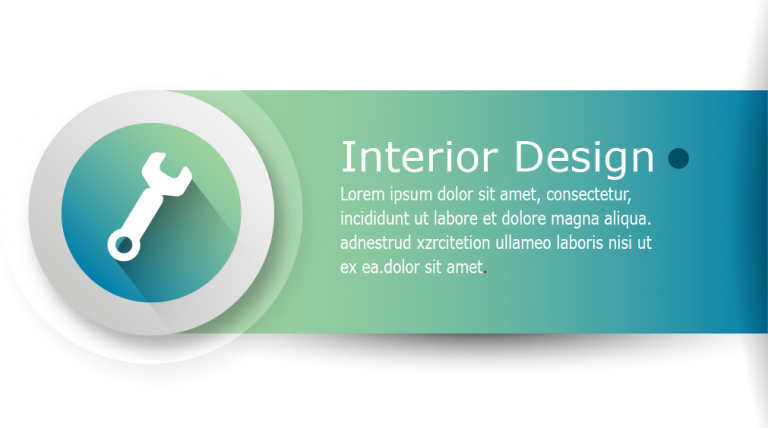 Interior Design
Lorem ipsum dolor sit amet, consectetur,
incididunt ut labore et dolore magna aliqua.
adnestrud xzrcitetion ullameo laboris nisi ut
ex ea.dolor sit amet.